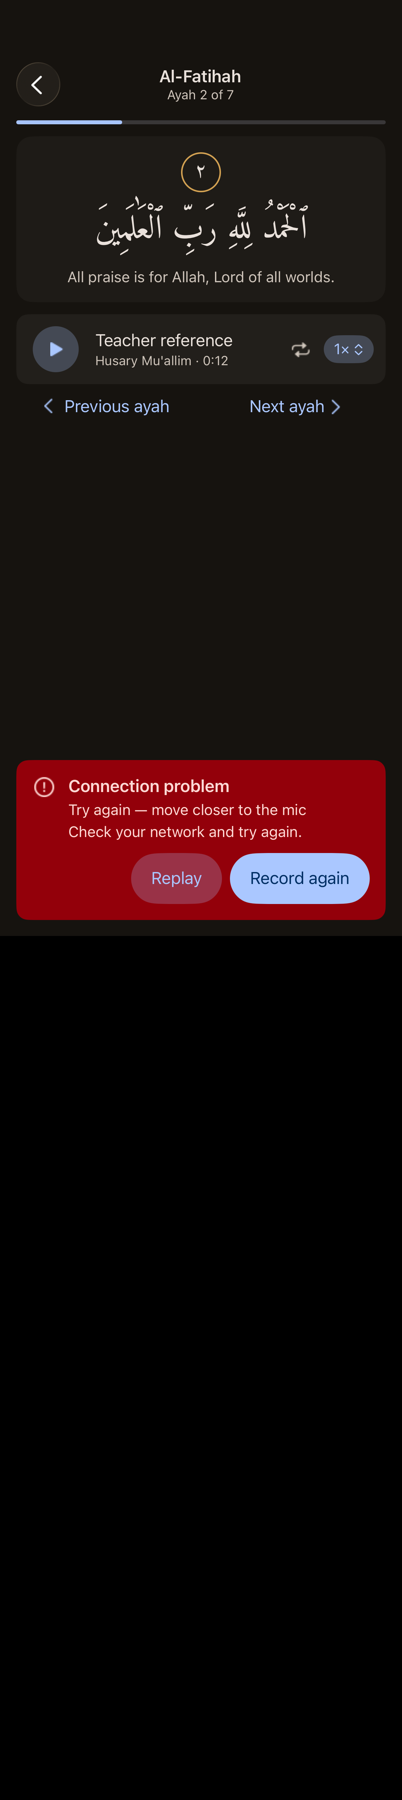 Al-Fatihah
Ayah 2 of 7
٢
ٱلْحَمْدُ لِلَّهِ رَبِّ ٱلْعَٰلَمِينَ
All praise is for Allah, Lord of all worlds.
Teacher reference
Husary Mu'allim · 0:12
1×
Previous ayah
Next ayah
Connection problem
Try again — move closer to the mic
Check your network and try again.
Replay
Record again